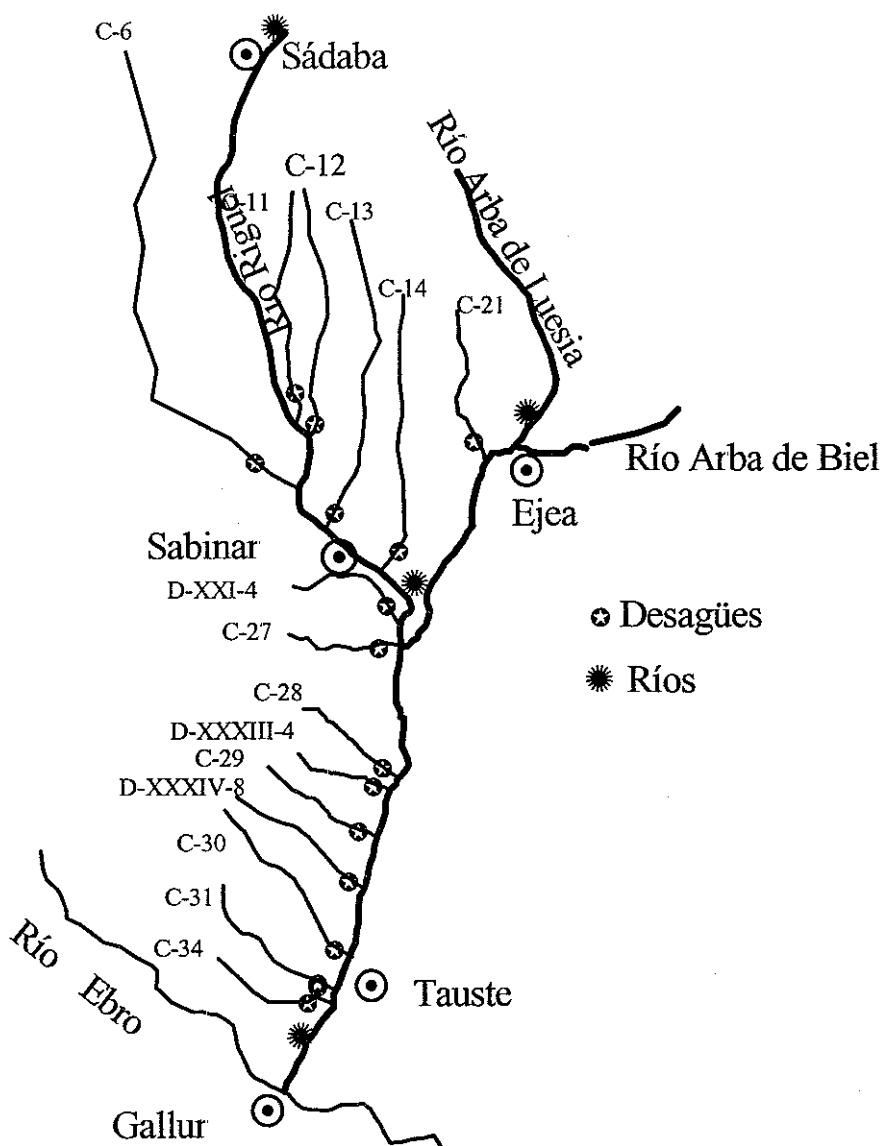 C-6
Sádaba
Río Arba de Luesia
C-12
C-11
C-13
Río Riguel
C-14
C-21
Río Arba de Biel
Ejea
Sabinar
D-XXI-4
Desagües
C-27
Ríos
C-28
D-XXXIII-4
C-29
D-XXXIV-8
C-30
C-31
Río Ebro
C-34
Tauste
Gallur